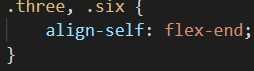 .three, .six {
    align-self: flex-end;
}